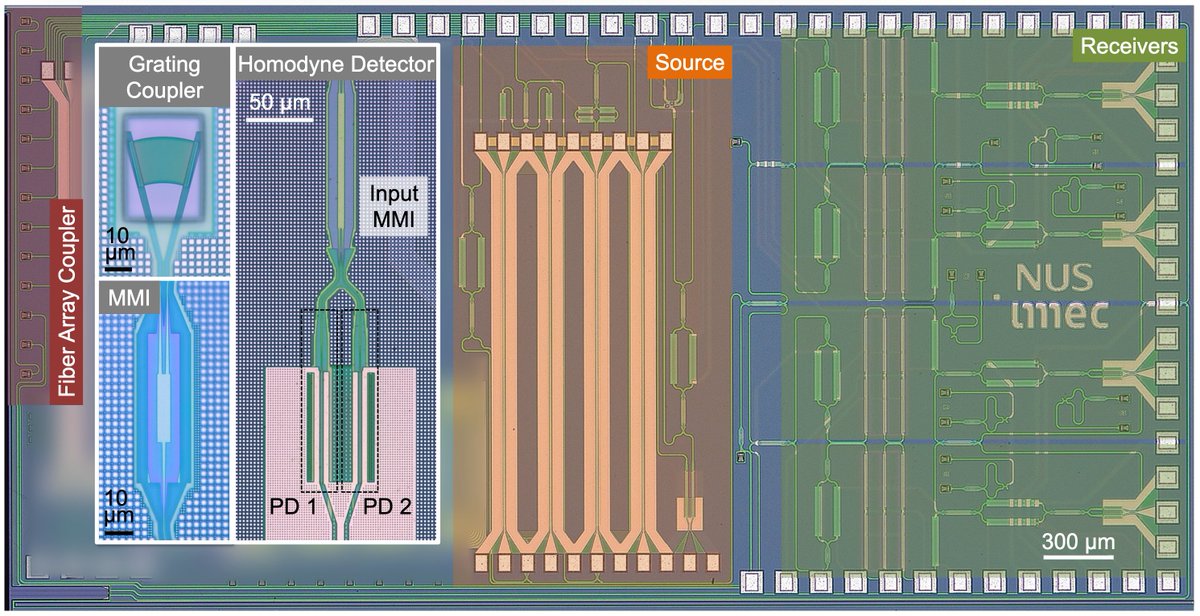 Fiber Array Coupler
Grating
Coupler
10
µm
MMI
10
µm
Homodyne Detector
50 µm
Input
MMI
PD 1
PD 2
Source
Receivers
NUS
imec
300 µm